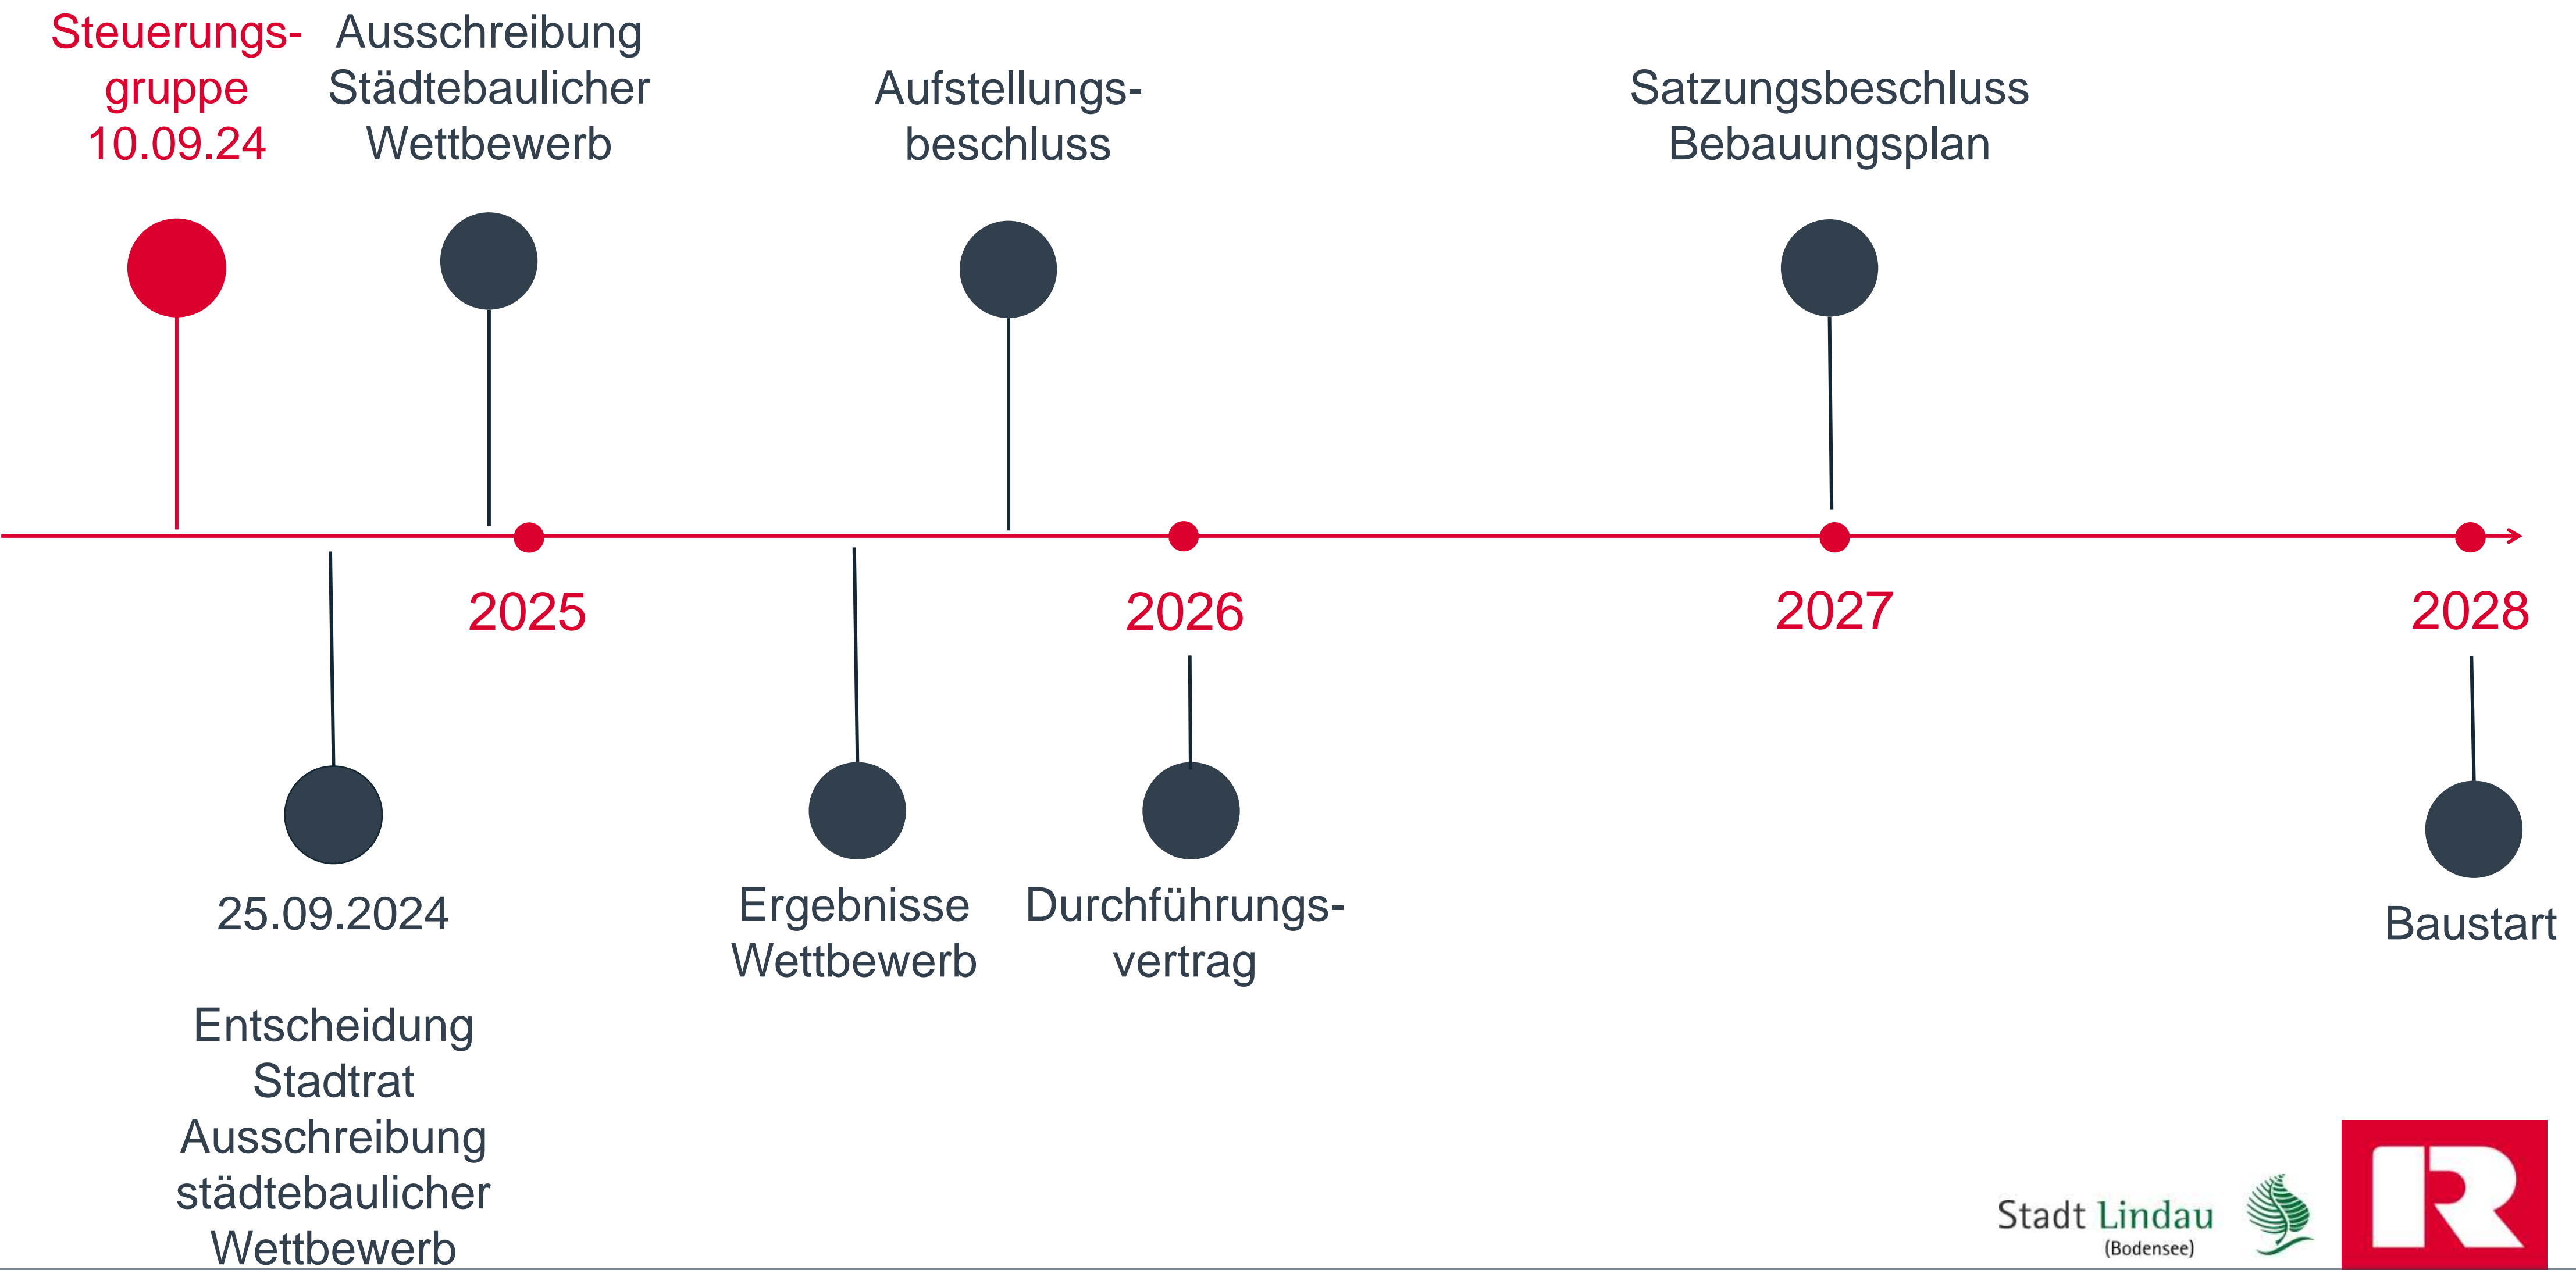 Steuerungs-
gruppe
10.09.24
Ausschreibung
Städtebaulicher
Wettbewerb
Aufstellungs-
beschluss
Satzungsbeschluss
Bebauungsplan
2025
2026
2027
2028
25.09.2024
Entscheidung
Stadtrat
Ausschreibung
städtebaulicher
Wettbewerb
Ergebnisse
Wettbewerb
Durchführungs-
vertrag
Baustart
Stadt Lindau
(Bodensee)
R